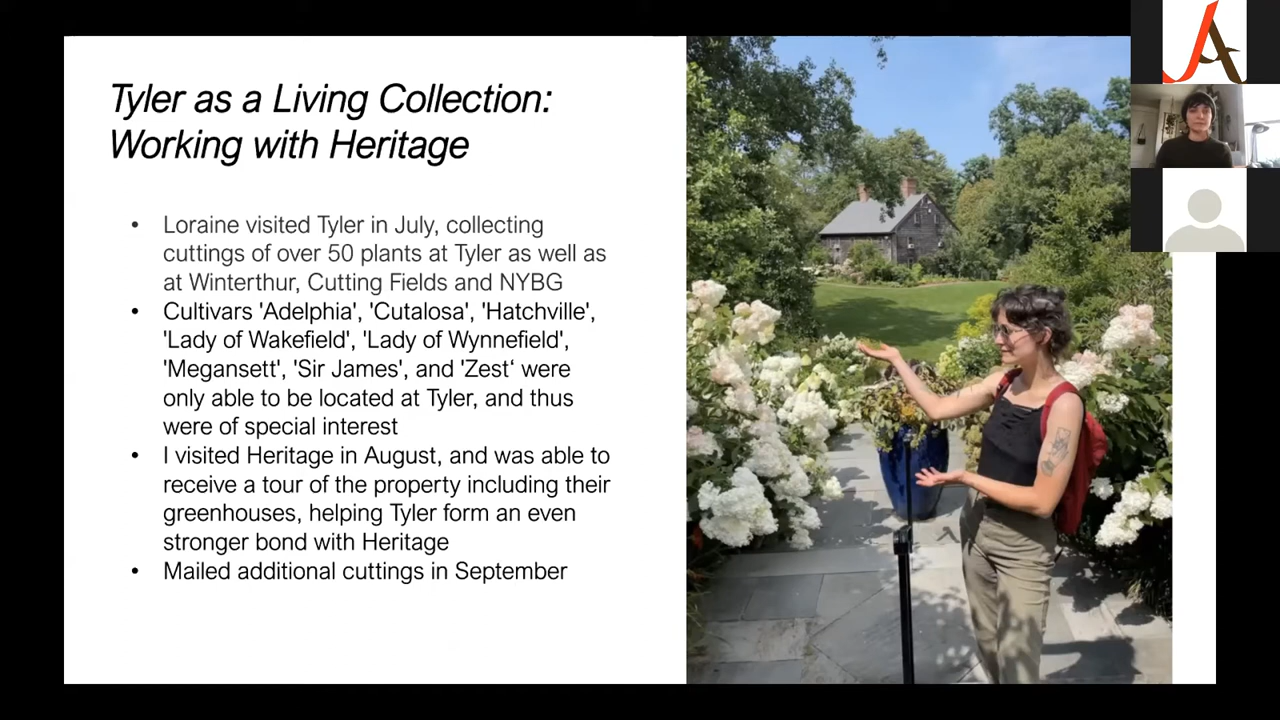 Tyler as a Living Collection:
Working with Heritage
• Loraine visited Tyler in July, collecting
cuttings of over 50 plants at Tyler as well as
at Winterthur, Cutting Fields and NYBG
• Cultivars 'Adelphia', 'Cutalosa', 'Hatchville',
'Lady of Wakefield', 'Lady of Wynnefield',
'Megansett', 'Sir James', and 'Zest‘ were
only able to be located at Tyler, and thus
were of special interest
• I visited Heritage in August, and was able to
receive a tour of the property including their
greenhouses, helping Tyler form an even
stronger bond with Heritage
• Mailed additional cuttings in September